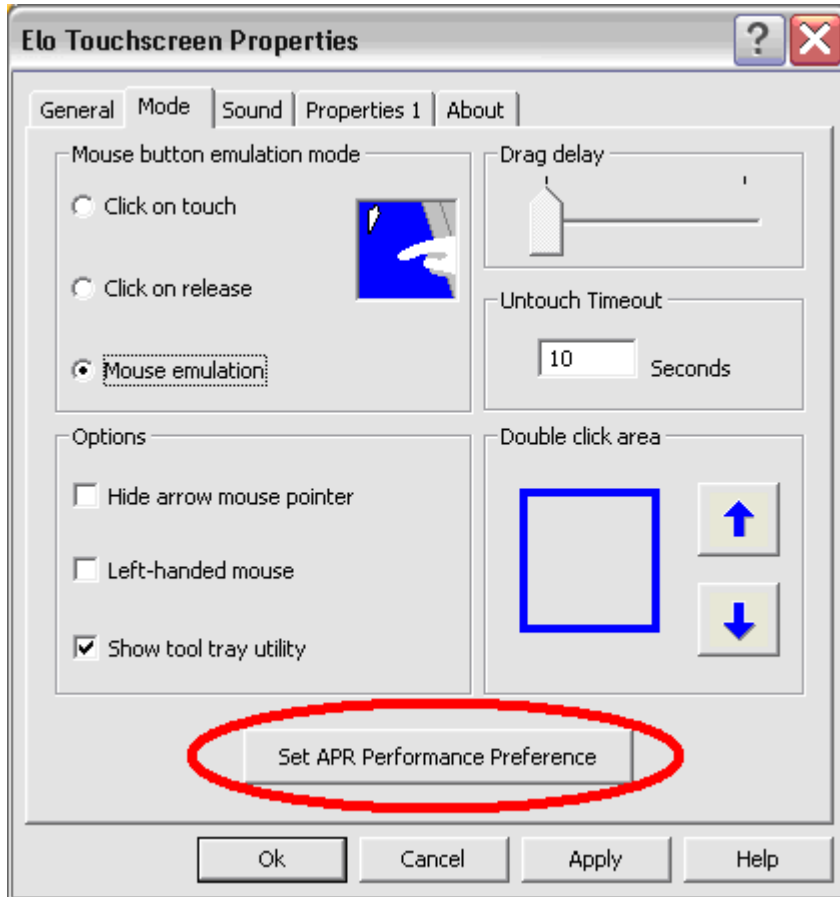 Elo Touchscreen Properties
General Mode Sound Properties 1 About
Mouse button emulation mode
Click on touch
Click on release
Mouse emulation
Drag delay
Untouch Timeout
10 Seconds
Options
Hide arrow mouse pointer
Left-handed mouse
Show tool tray utility
Double click area
Set APR Performance Preference
Ok Cancel Apply Help